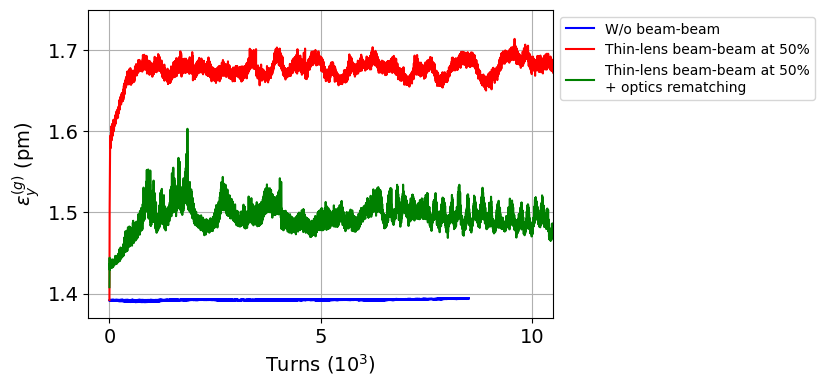 1.7
1.6
1.5
1.4
εy(g) (pm)
0 5 10
Turns (10³)
W/o beam-beam
Thin-lens beam-beam at 50%
Thin-lens beam-beam at 50%
+ optics rematching